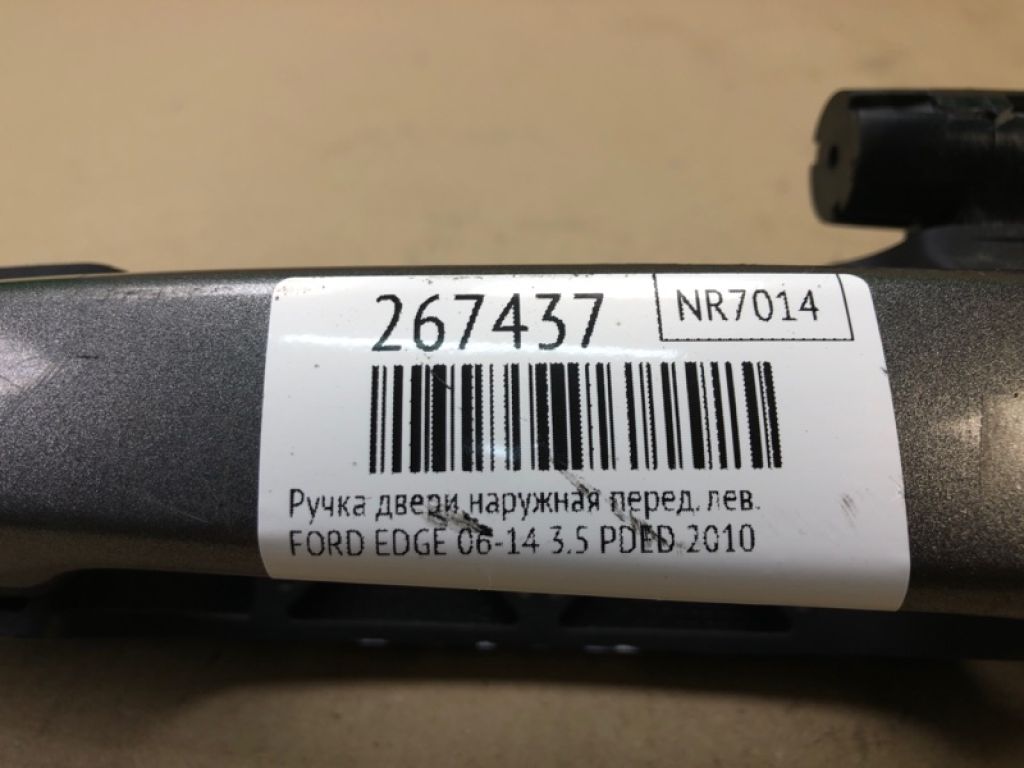 267437
NR7014
Ручка двери наружная перед. лев.
FORD EDGE 06-14 3.5 PDED 2010